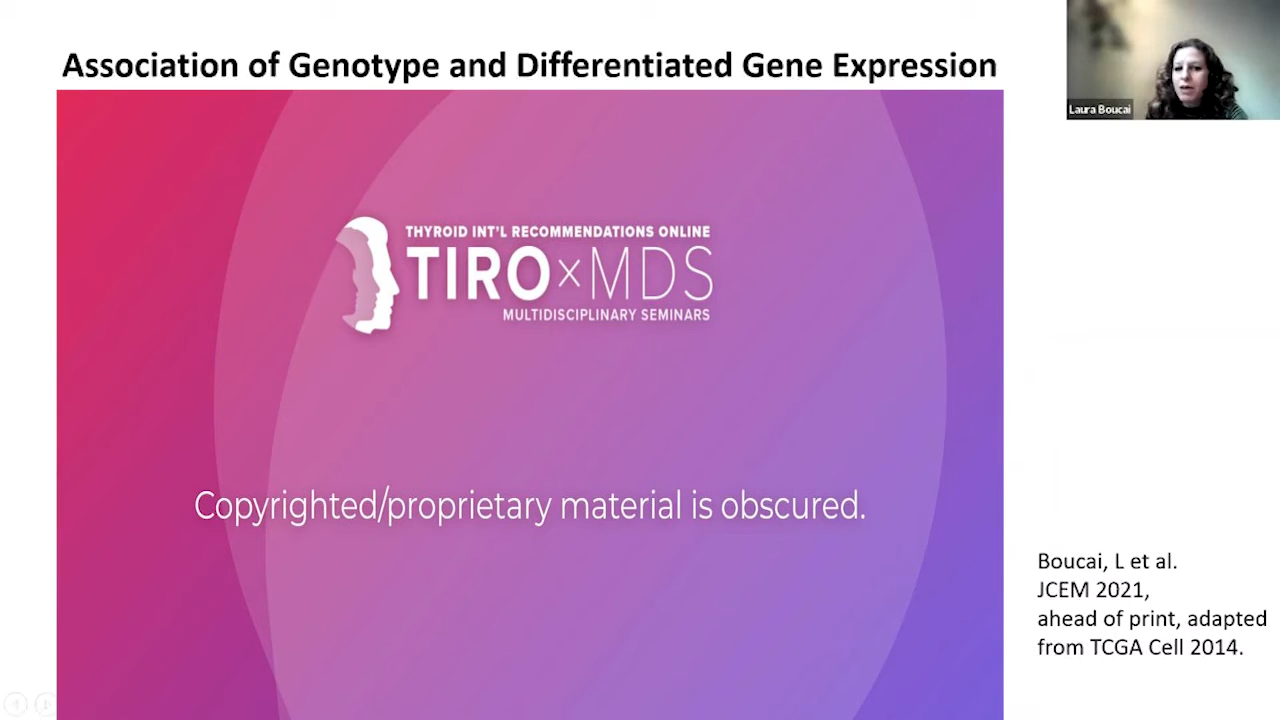 Association of Genotype and Differentiated Gene Expression
Laura Boucai
THYROID INT'L RECOMMENDATIONS ONLINE
TIRO×MDS
MULTIDISCIPLINARY SEMINARS
Copyrighted/proprietary material is obscured.
Boucai, L et al.
JCEM 2021,
ahead of print, adapted
from TCGA Cell 2014.